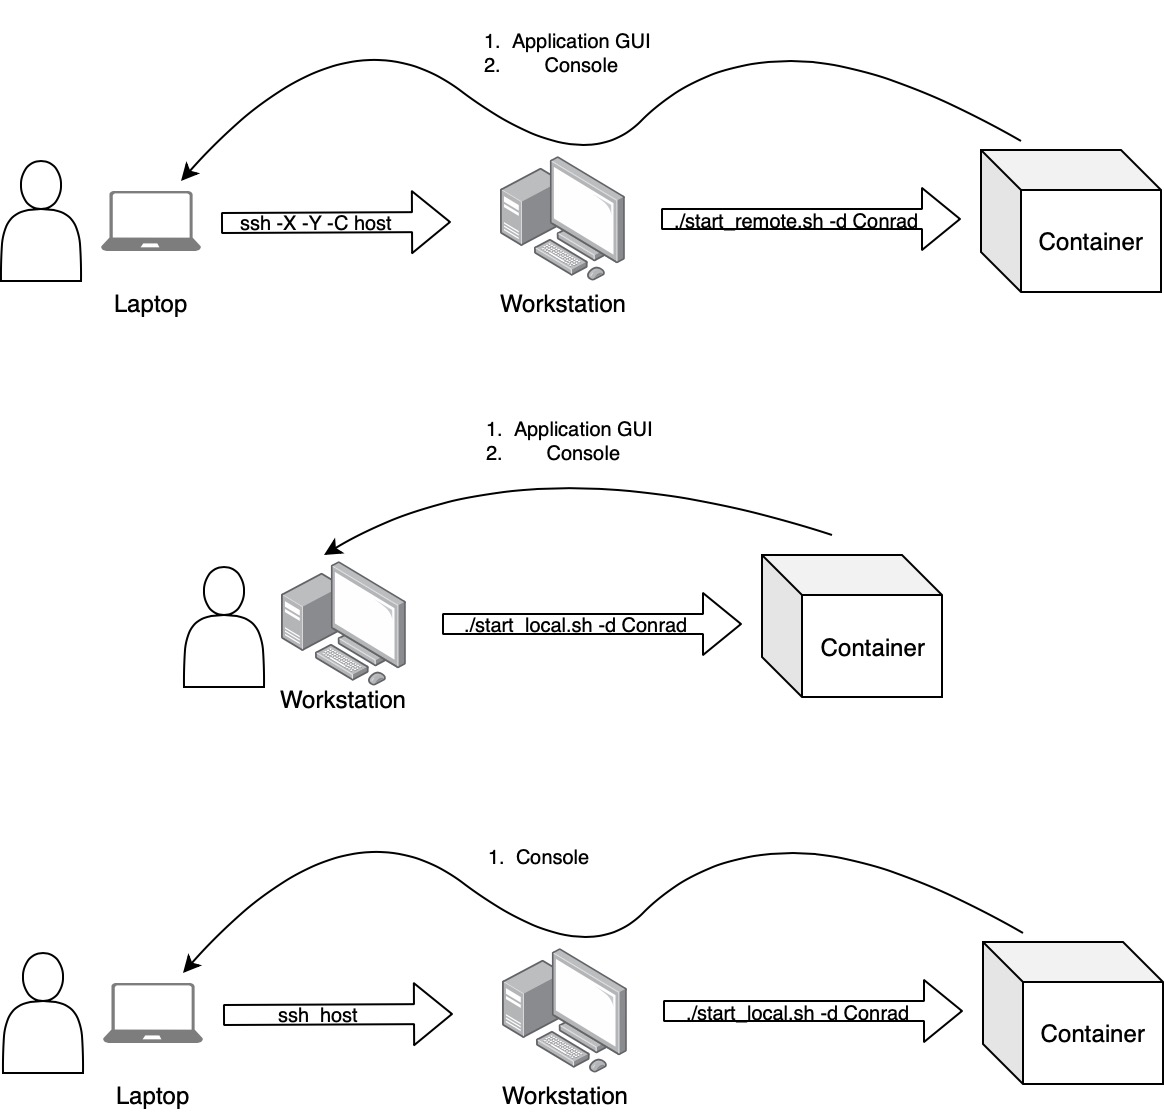 1. Application GUI
2. Console
ssh -X -Y -C host
./start_remote.sh -d Conrad
Container
Laptop
Workstation
1. Application GUI
2. Console
./start_local.sh -d Conrad
Container
Workstation
1. Console
ssh host
./start_local.sh -d Conrad
Container
Laptop
Workstation